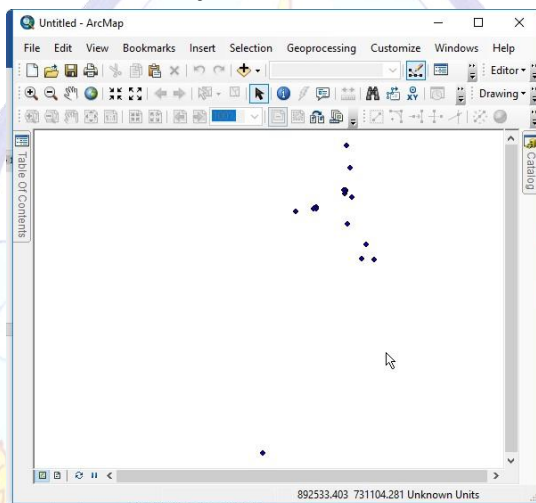 Untitled - ArcMap
File Edit View Bookmarks Insert Selection Geoprocessing Customize Windows Help
Editor
Drawing
100%
Table Of Contents
Catalog
892533.403 731104.281 Unknown Units